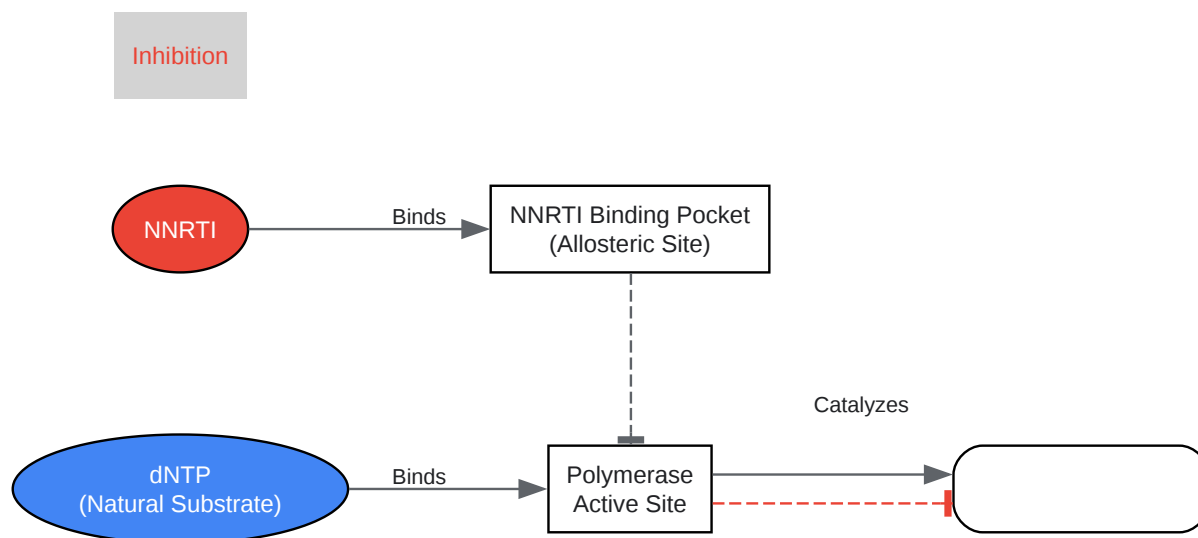 Inhibition
NNRTI
Binds
NNRTI Binding Pocket
(Allosteric Site)
Catalyzes
dNTP
(Natural Substrate)
Binds
Polymerase
Active Site